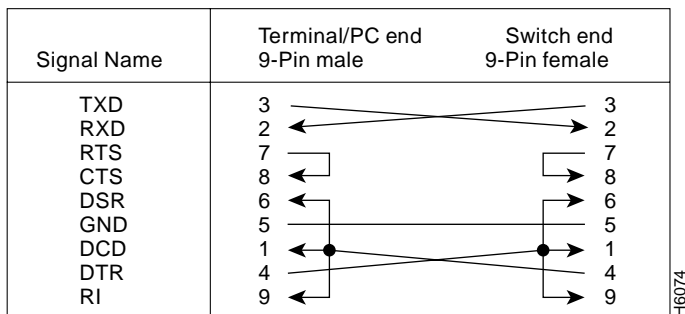 Signal Name Terminal/PC end 9-Pin male Switch end 9-Pin female
TXD 3 3
RXD 2 2
RTS 7 7
CTS 8 8
DSR 6 6
GND 5 5
DCD 1 1
DTR 4 4
RI 9 9
H6074